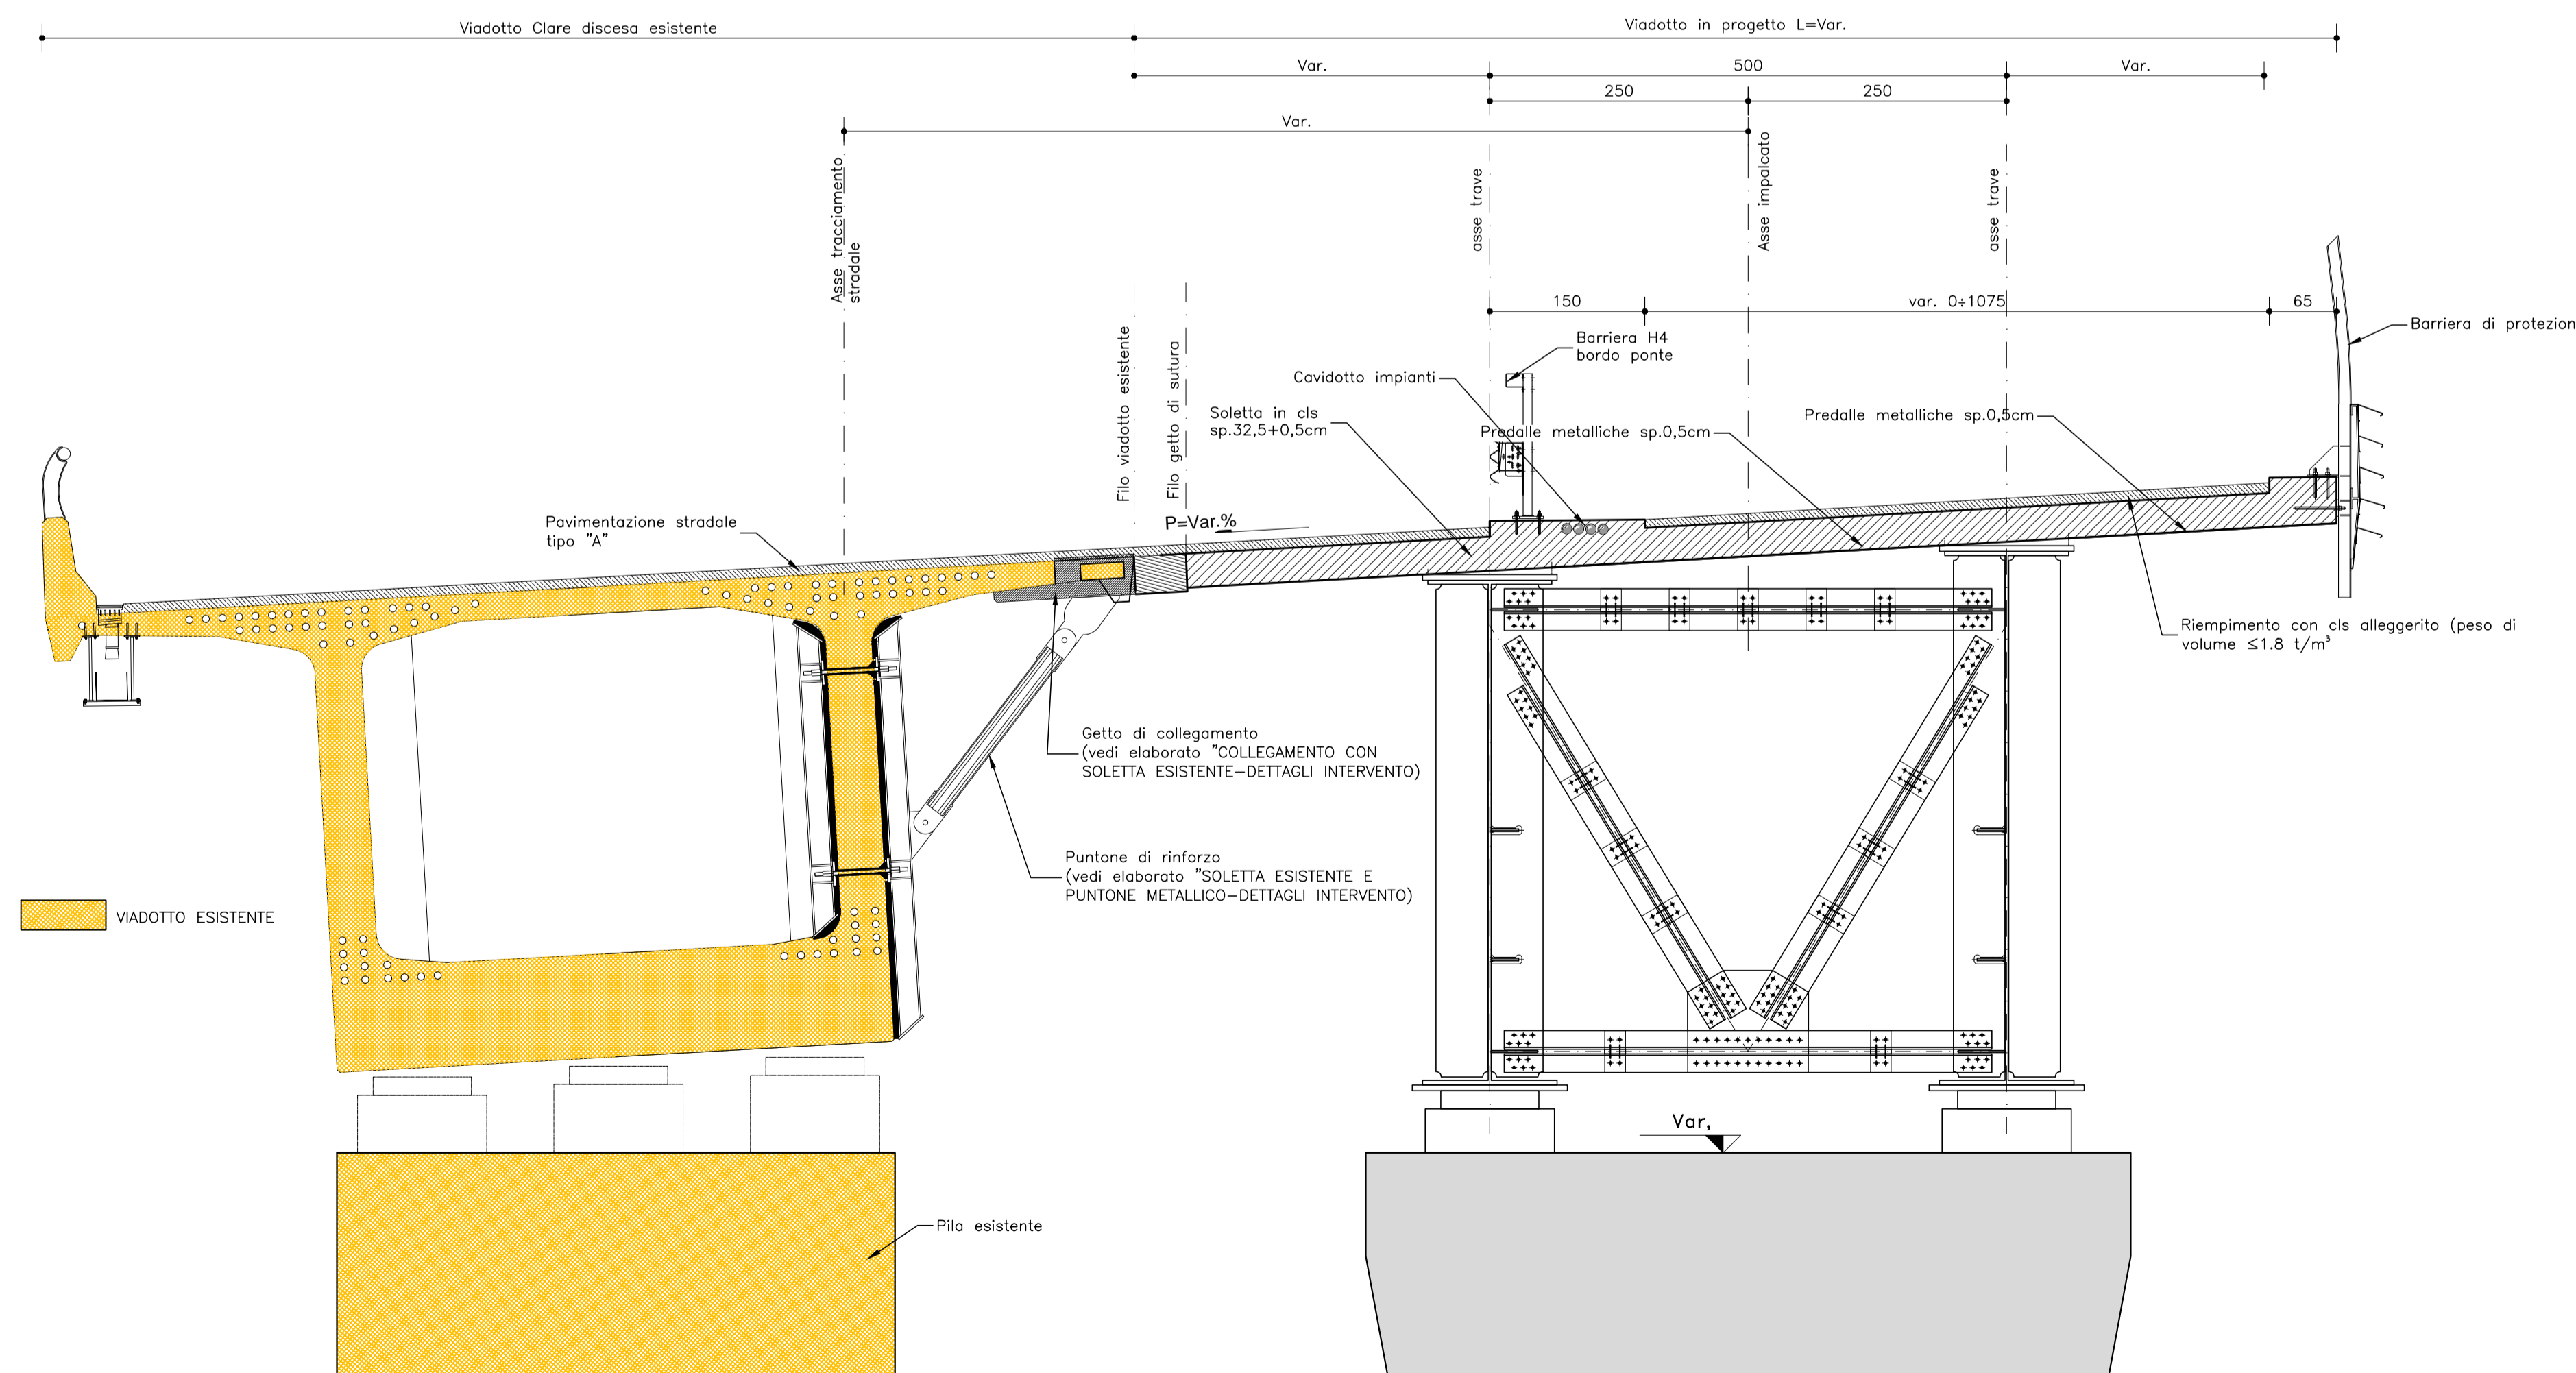 Viadotto Clare discesa esistente
Viadotto in progetto L=Var.
Var.
500
Var.
250
250
Var.
Asse tracciamento
stradale
asse trave
Asse impalcato
asse trave
150
var. 0÷1075
65
Barriera di protezion
Barriera H4
bordo ponte
Cavidotto impianti
Filo viadotto esistente
Filo getto di sutura
Soletta in cls
sp.32,5+0,5cm
Predalle metalliche sp.0,5cm
Predalle metalliche sp.0,5cm
P=Var.%
Pavimentazione stradale
tipo "A"
Riempimento con cls alleggerito (peso di
volume ≤1.8 t/m³
Getto di collegamento
(vedi elaborato "COLLEGAMENTO CON
SOLETTA ESISTENTE-DETTAGLI INTERVENTO)
Puntone di rinforzo
(vedi elaborato "SOLETTA ESISTENTE E
PUNTONE METALLICO-DETTAGLI INTERVENTO)
VIADOTTO ESISTENTE
Var,
Pila esistente